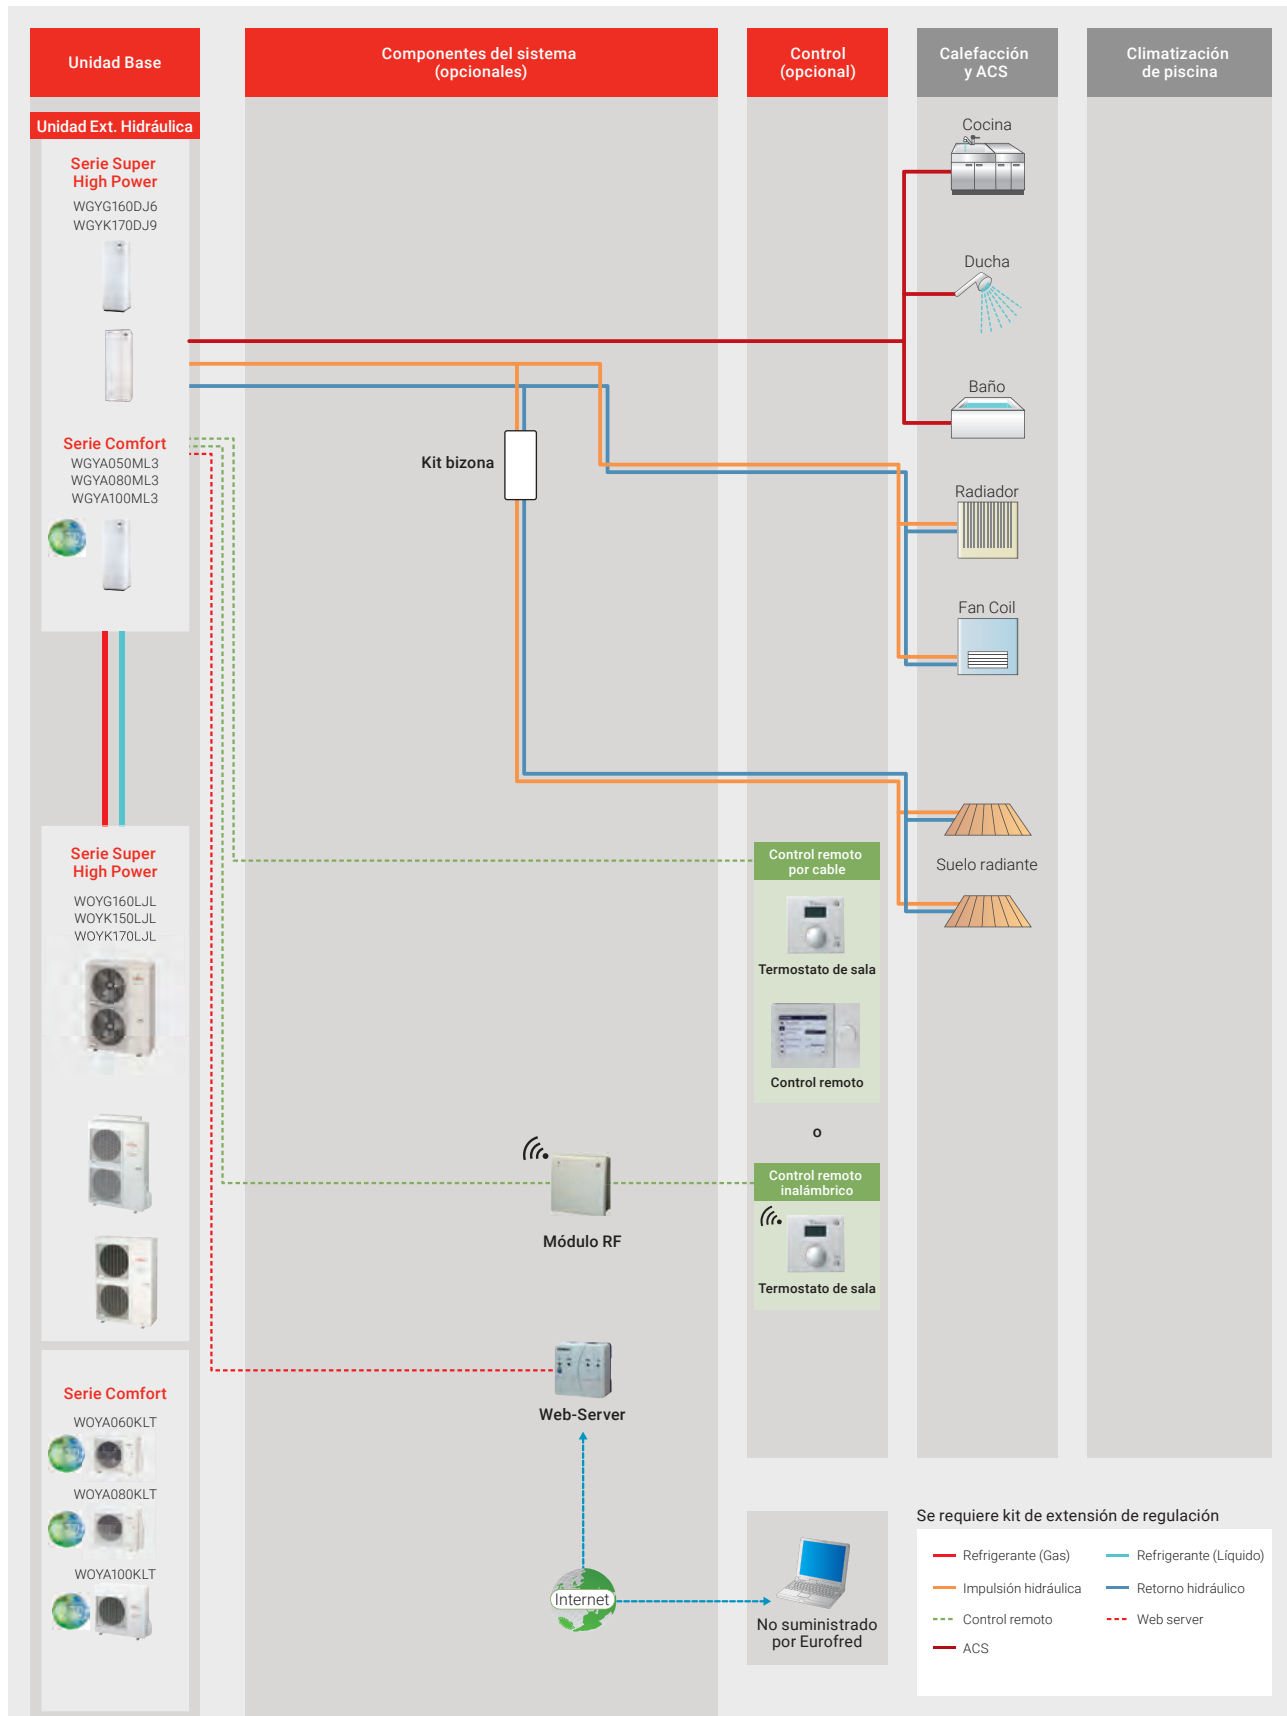 Unidad Base
Componentes del sistema
(opcionales)
Control
(opcional)
Calefacción
y ACS
Climatización
de piscina
Unidad Ext. Hidráulica
Serie Super
High Power
WGYG160DJ6
WGYK170DJ9
Serie Comfort
WGYA050ML3
WGYA080ML3
WGYA100ML3
Serie Super
High Power
WOYG160LJL
WOYK150LJL
WOYK170LJL
Serie Comfort
WOYA060KLT
WOYA080KLT
WOYA100KLT
Kit bizona
Módulo RF
Web-Server
Internet
Control remoto
por cable
Termostato de sala
Control remoto
o
Control remoto
inalámbrico
Termostato de sala
No suministrado
por Eurofred
Cocina
Ducha
Baño
Radiador
Fan Coil
Suelo radiante
Se requiere kit de extensión de regulación
Refrigerante (Gas)
Refrigerante (Líquido)
Impulsión hidráulica
Retorno hidráulico
Control remoto
Web server
ACS